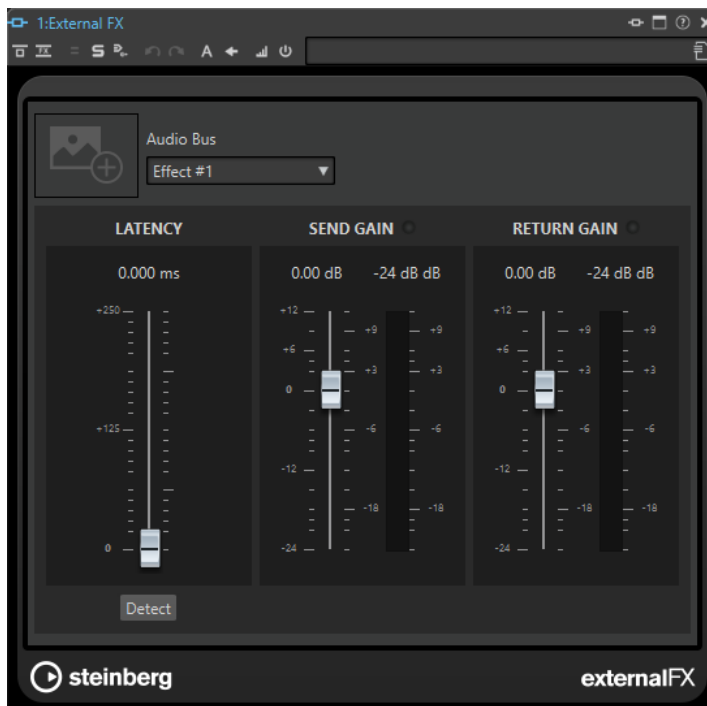 1:External FX
S A
Audio Bus
Effect #1
LATENCY SEND GAIN RETURN GAIN
0.000 ms 0.00 dB -24 dB dB 0.00 dB -24 dB dB
+250 +12 +12
+9 +9 +9 +9
+6 +6
+3 +3 +3 +3
0 0
+125 -6 -6 -6 -6
-12 -12
-18 -18 -18 -18
0 -24 -24
Detect
steinberg externalFX